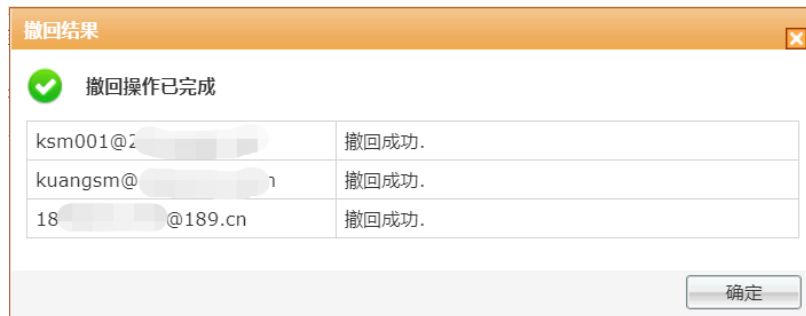 撤回结果
撤回操作已完成
ksm001@2 撤回成功.
kuangsm@ 撤回成功.
18 @189.cn 撤回成功.
确定